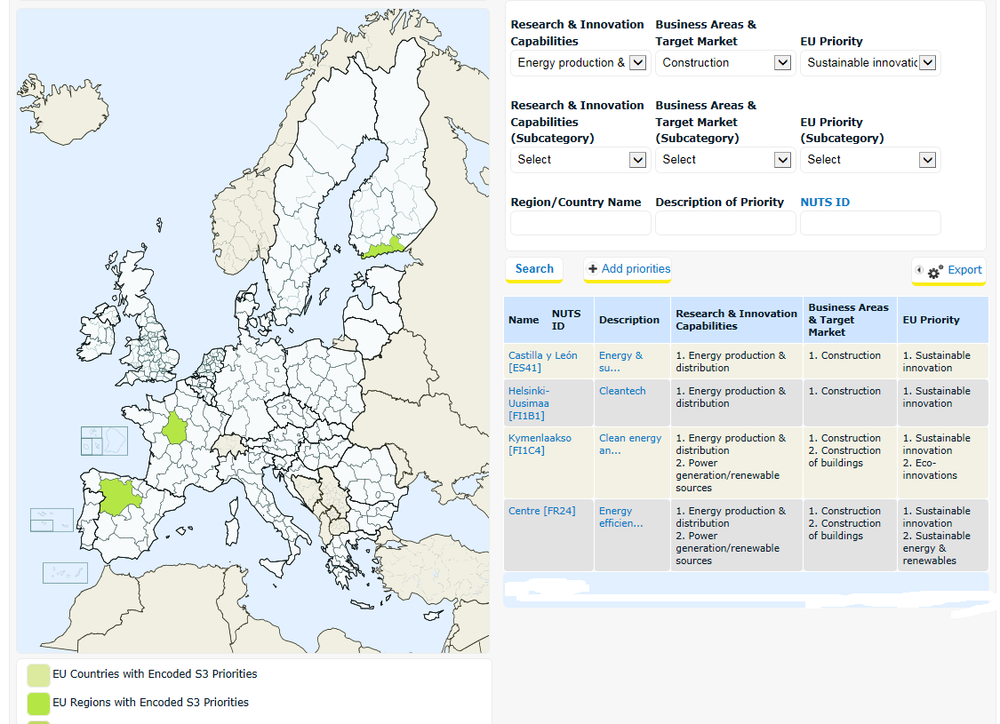 Research & Innovation Capabilities
Business Areas & Target Market
EU Priority
Energy production &
Construction
Sustainable innovatic
Research & Innovation Capabilities (Subcategory)
Business Areas & Target Market (Subcategory)
EU Priority (Subcategory)
Select
Select
Select
Region/Country Name
Description of Priority
NUTS ID
Search
+ Add priorities
Export
Name
NUTS ID
Description
Research & Innovation Capabilities
Business Areas & Target Market
EU Priority
Castilla y León [ES41]
Energy & su...
1. Energy production & distribution
1. Construction
1. Sustainable innovation
Helsinki-Uusimaa [FI1B1]
Cleantech
1. Energy production & distribution
1. Construction
1. Sustainable innovation
Kymenlaakso [FI1C4]
Clean energy an...
1. Energy production & distribution
2. Power generation/renewable sources
1. Construction
2. Construction of buildings
1. Sustainable innovation
2. Eco-innovations
Centre [FR24]
Energy efficien...
1. Energy production & distribution
2. Power generation/renewable sources
1. Construction
2. Construction of buildings
1. Sustainable innovation
2. Sustainable energy & renewables
EU Countries with Encoded S3 Priorities
EU Regions with Encoded S3 Priorities